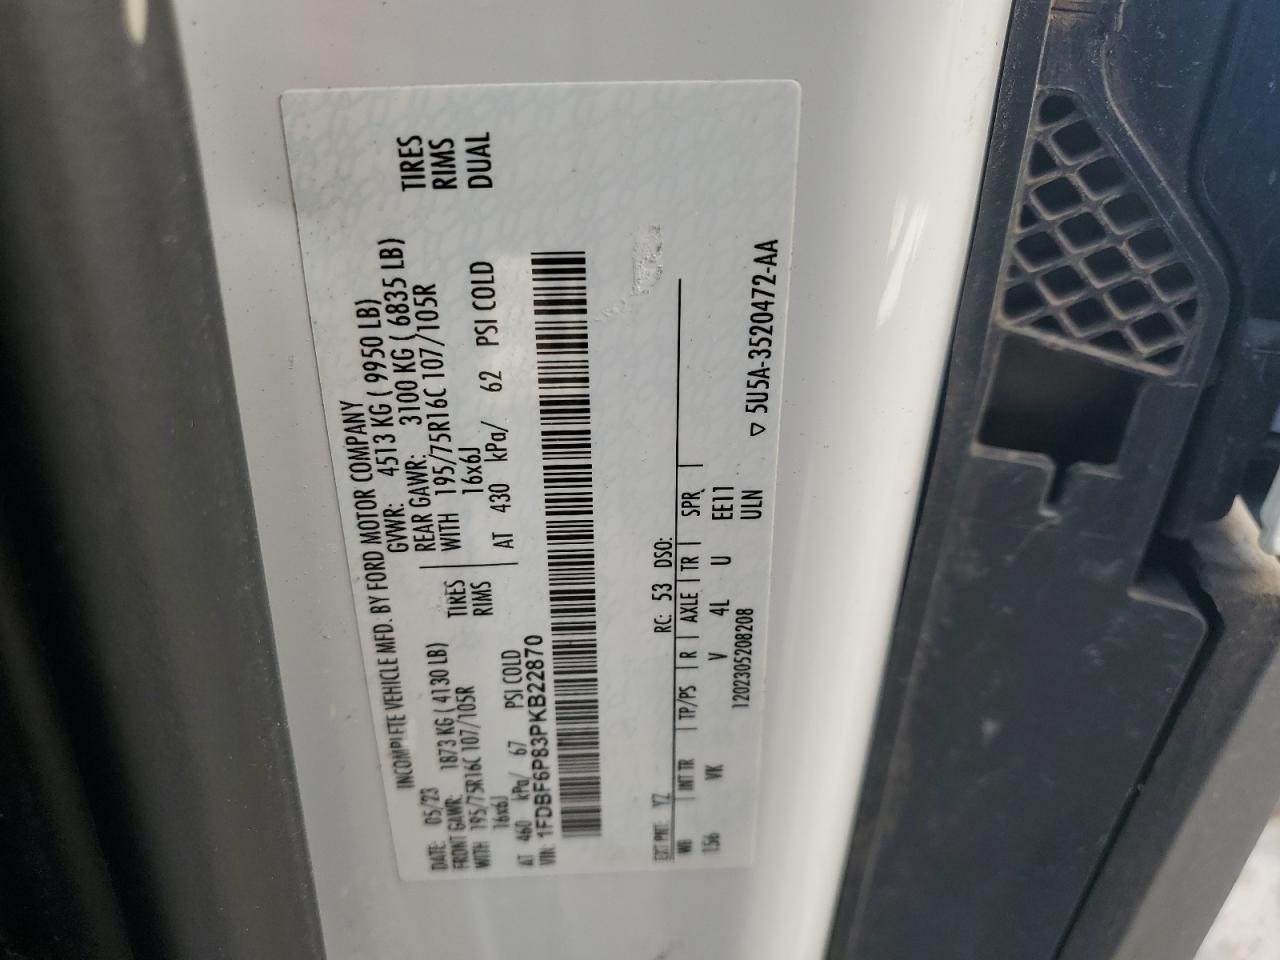 INCOMPLETE VEHICLE MFD. BY FORD MOTOR COMPANY
DATE: 05/23 GVWR: 4513 KG ( 9950 LB)
FRONT GAWR: 1873 KG ( 4130 LB) REAR GAWR: 3100 KG ( 6835 LB)
WITH 195/75R16C 107/105R TIRES WITH 195/75R16C 107/105R TIRES
16x6J RIMS 16x6J RIMS
AT 460 kPa/ 67 PSI COLD AT 430 kPa/ 62 PSI COLD DUAL
VIN: 1FDBF6P83PKB22870
EXT PNT: YZ RC: 53 DSO:
WB INT TR TP/PS R AXLE TR SPR
156 VK V 4L U EE11
1202305208208 ULN
▽ 5U5A-3520472-AA